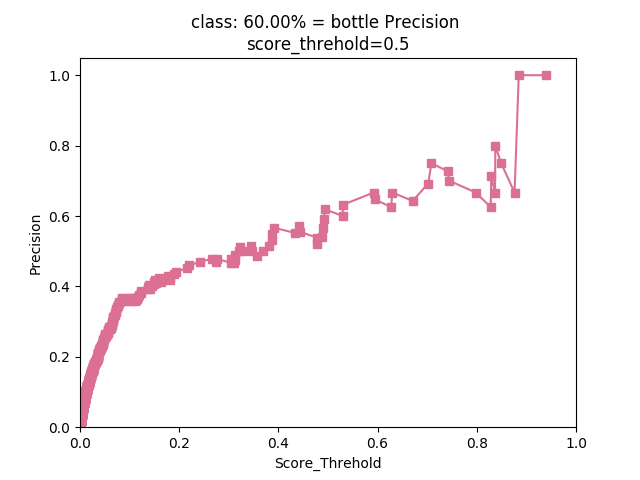 class: 60.00% = bottle Precision
score_threhold=0.5
1.0
0.8
0.6
0.4
0.2
0.0
Precision
0.0 0.2 0.4 0.6 0.8 1.0
Score_Threhold